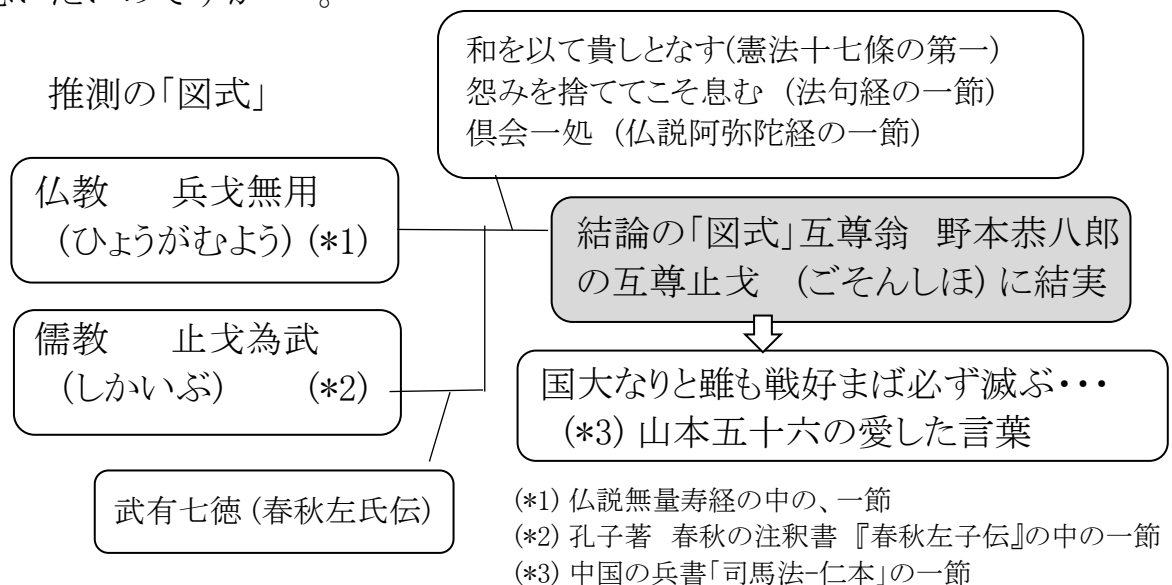 推測の「図式」
和を以て貴しとなす(憲法十七條の第一)
怨みを捨ててこそ息む (法句経の一節)
倶会一処 (仏説阿弥陀経の一節)
仏教 兵戈無用
(ひょうがむよう) (*1)
結論の「図式」互尊翁 野本恭八郎
の互尊止戈 (ごそんしほ) に結実
儒教 止戈為武
(しかいぶ) (*2)
国大なりと雖も戦好まば必ず滅ぶ・・・
(*3) 山本五十六の愛した言葉
武有七徳 (春秋左氏伝)
(*1) 仏説無量寿経の中の、一節
(*2) 孔子著 春秋の注釈書 『春秋左子伝』の中の一節
(*3) 中国の兵書「司馬法-仁本」の一節